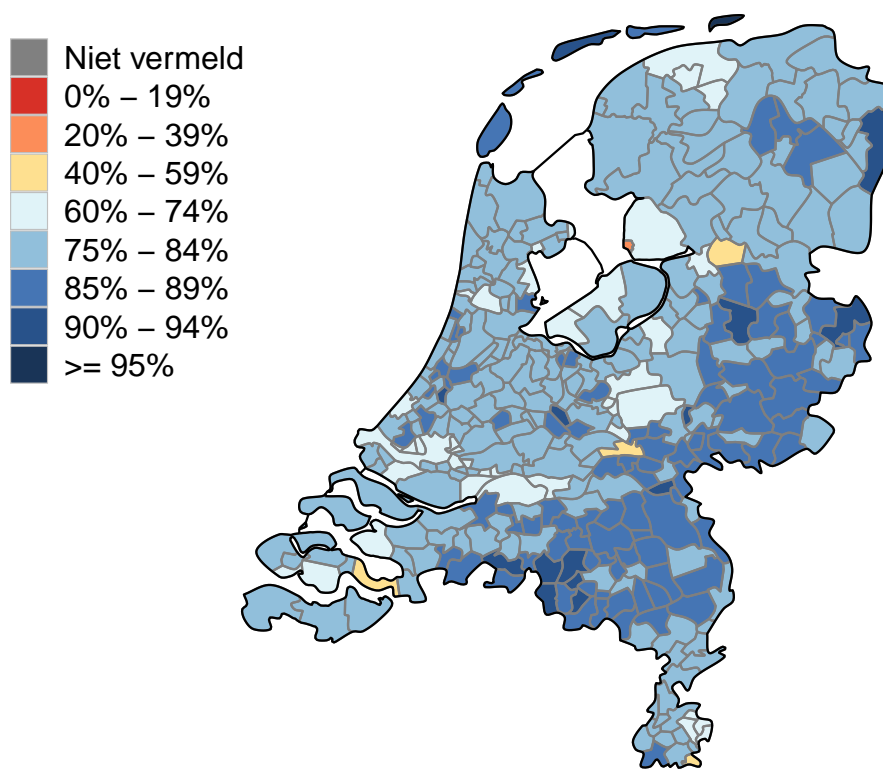 Niet vermeld
0% – 19%
20% – 39%
40% – 59%
60% – 74%
75% – 84%
85% – 89%
90% – 94%
>= 95%